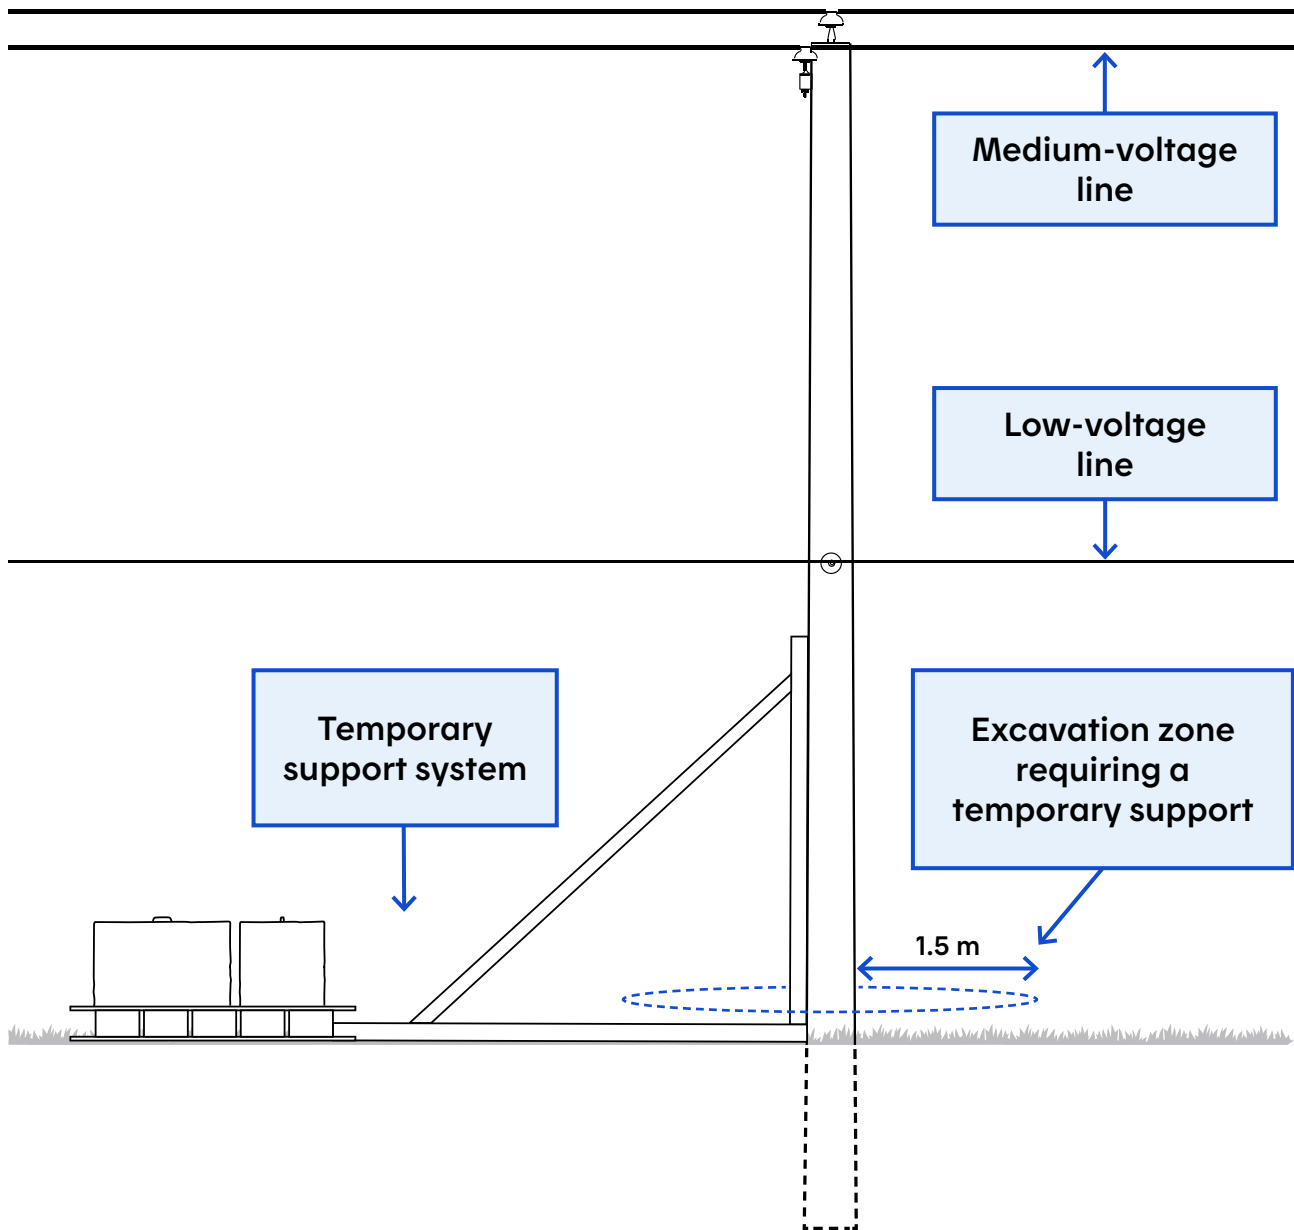 Medium-voltage
line
Low-voltage
line
Temporary
support system
Excavation zone
requiring a
temporary support
1.5 m